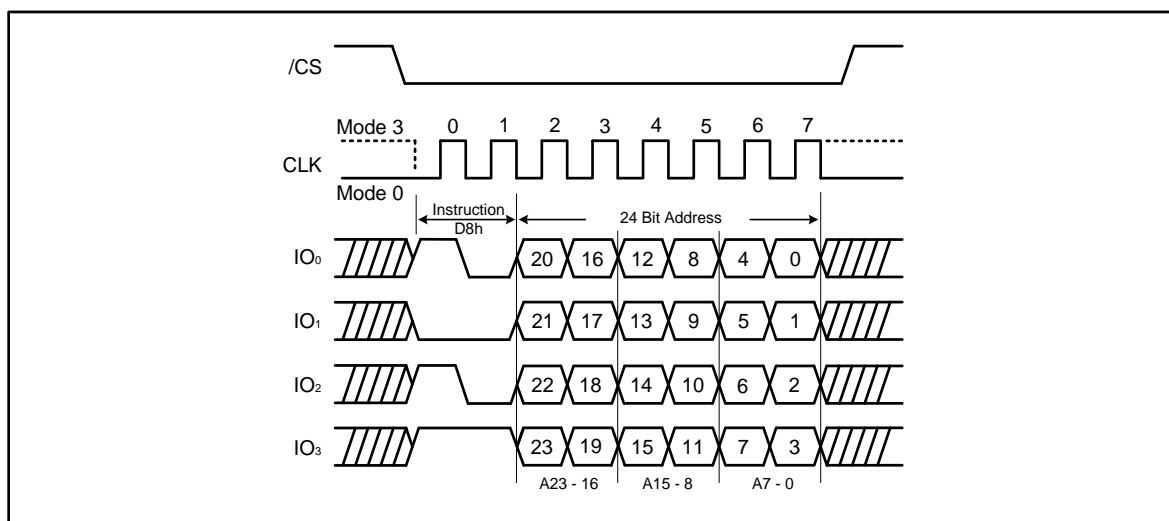 /CS
Mode 3 0 1 2 3 4 5 6 7
CLK
Mode 0
Instruction
D8h
24 Bit Address
IO0 20 16 12 8 4 0
IO1 21 17 13 9 5 1
IO2 22 18 14 10 6 2
IO3 23 19 15 11 7 3
A23 - 16 A15 - 8 A7 - 0